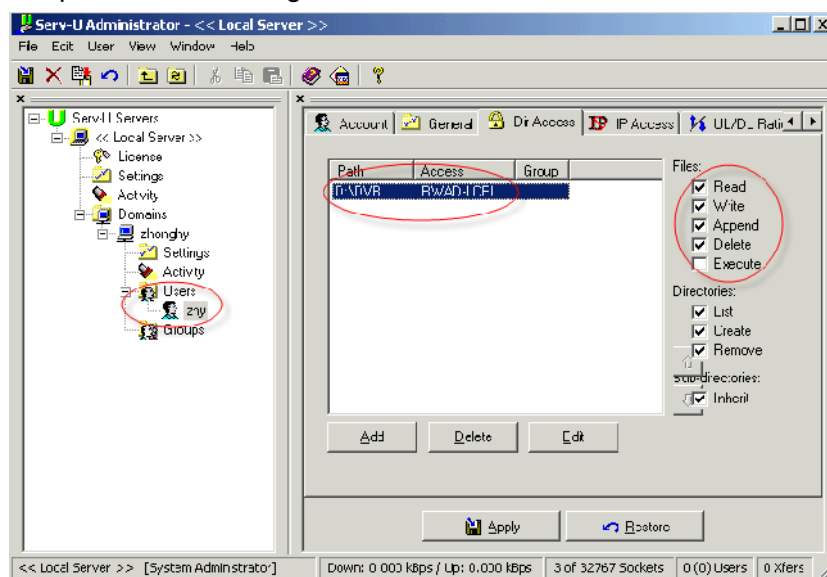 Serv-U Administrator - << Local Server >>
File Edit User View Window Help
Serv-U Servers
<< Local Server >>
License
Settings
Activity
Domains
zhonghy
Settings
Activity
Users
zhy
Groups
Account General Dir Access IP Access UL/DL Rati
Path Access Group
D:\DVR
Files:
Read
Write
Append
Delete
Execute
Directories:
List
Create
Remove
Sub-directories:
Inherit
Add Delete Edit
Apply Restore
<< Local Server >> [System Administrator] Down: 0.000 kBps / Up: 0.000 kBps 3 of 32767 Sockets 0 (0) Users 0 Xfers